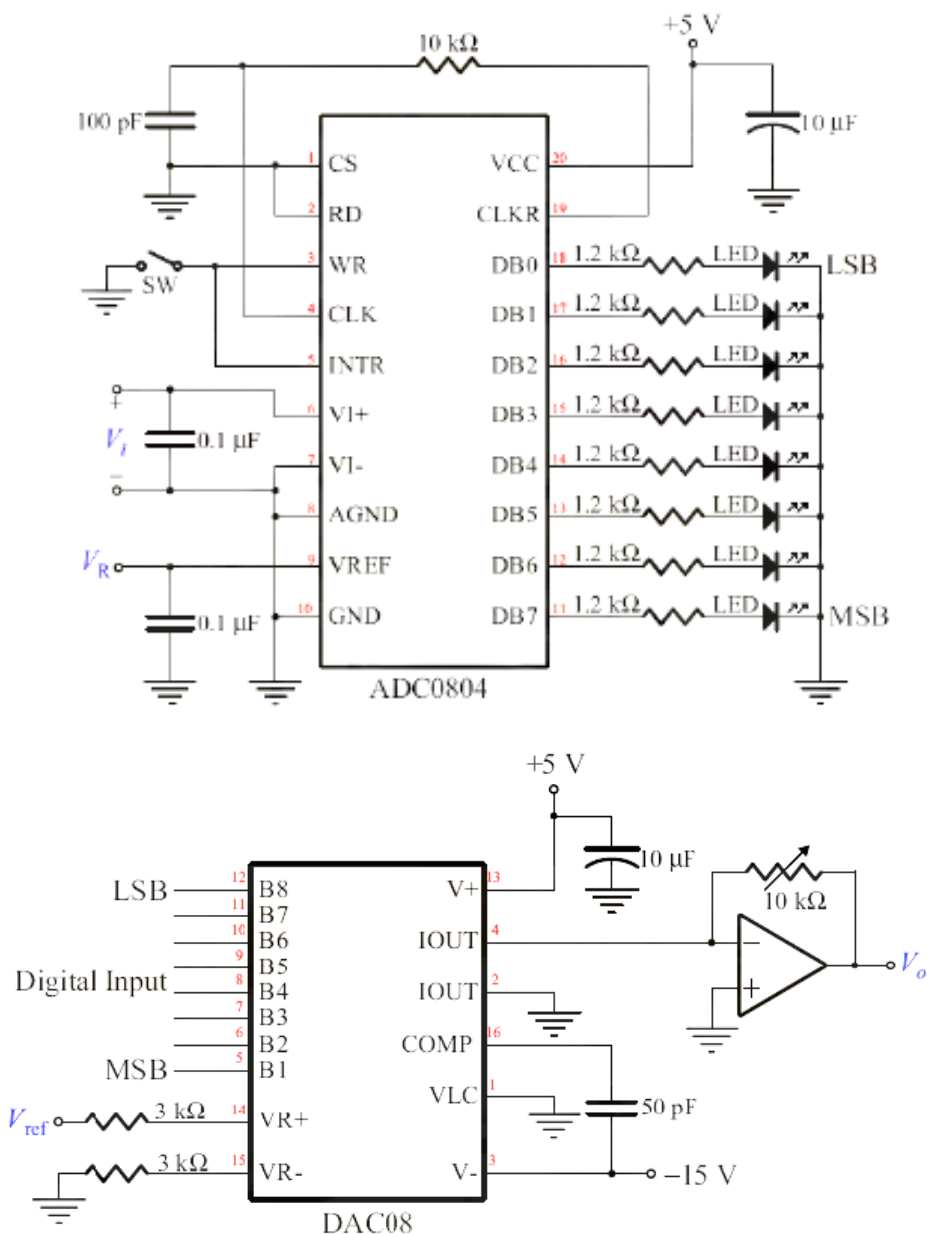 +5 V
10 kΩ
100 pF
10 μF
1 CS
VCC 20
2 RD
CLKR 19
SW
3 WR
DB0 18 1.2 kΩ LED LSB
4 CLK
DB1 17 1.2 kΩ LED
5 INTR
DB2 16 1.2 kΩ LED
+
6 VI+
DB3 15 1.2 kΩ LED
0.1 μF
7 VI-
DB4 14 1.2 kΩ LED
−
8 AGND
DB5 13 1.2 kΩ LED
V_R
9 VREF
DB6 12 1.2 kΩ LED
0.1 μF
10 GND
DB7 11 1.2 kΩ LED MSB
ADC0804
+5 V
10 μF
LSB 12 B8
V+ 13
10 kΩ
11 B7
10 B6
IOUT 4
−
9 B5
Digital Input 8 B4
IOUT 2
+
V_o
7 B3
6 B2
COMP 16
MSB 5 B1
VLC 1
50 pF
V_ref 3 kΩ 14 VR+
3 kΩ 15 VR-
V- 3
−15 V
DAC08